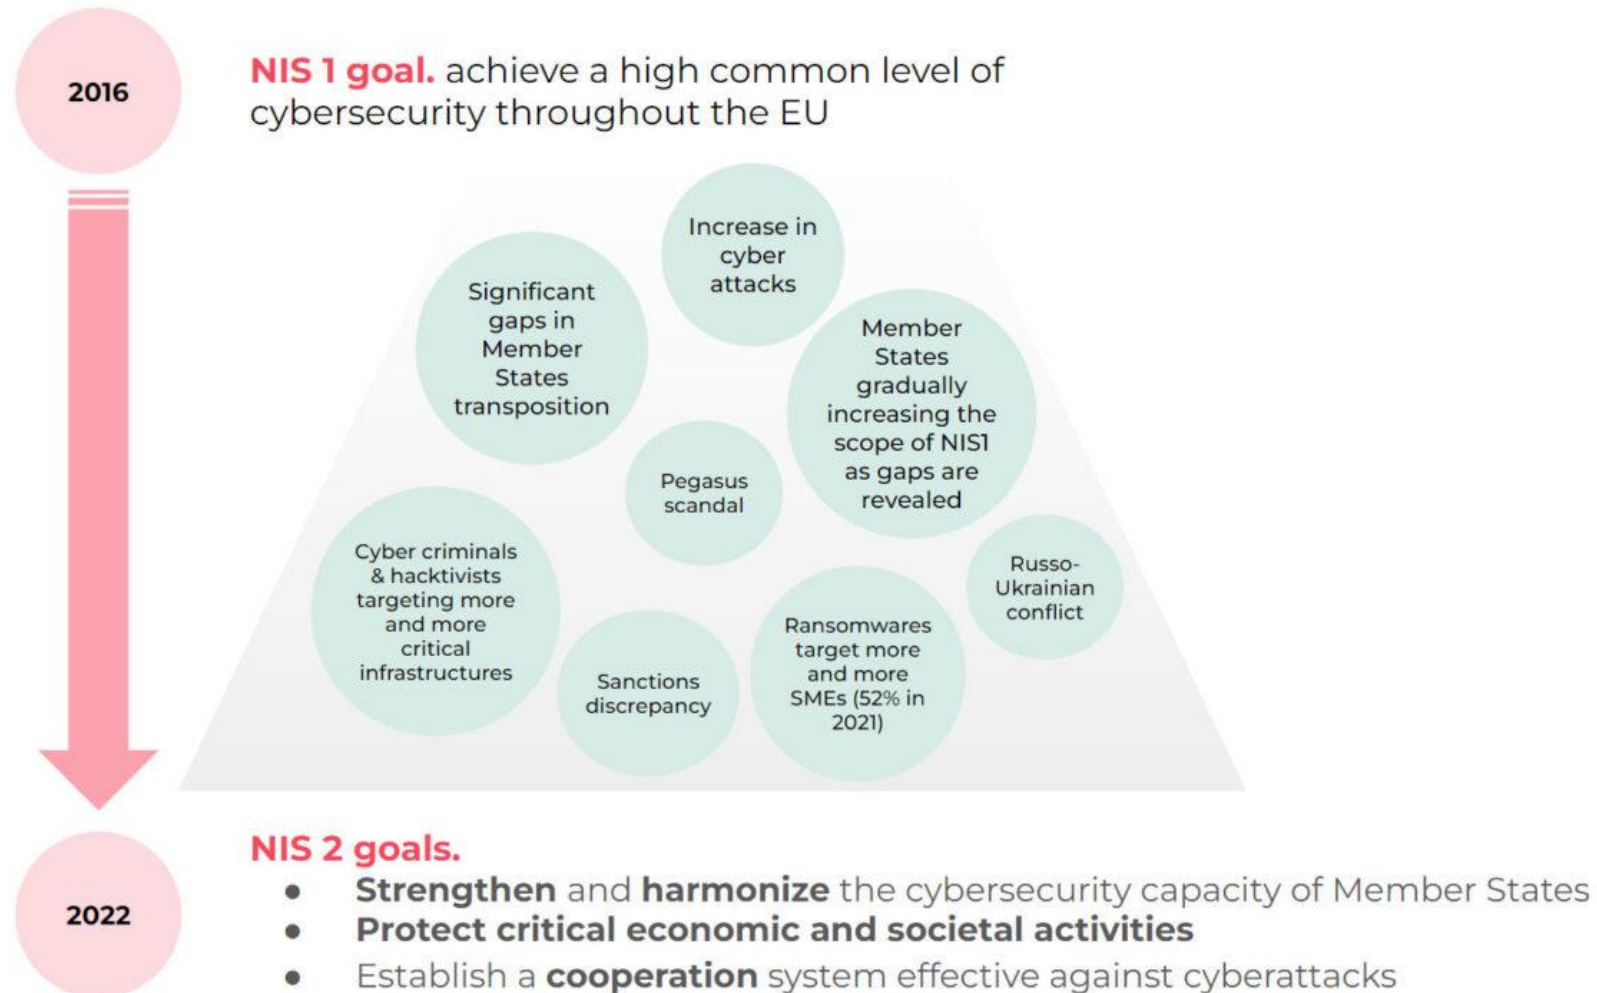 2016
NIS 1 goal. achieve a high common level of
cybersecurity throughout the EU
Increase in
cyber
attacks
Significant
gaps in
Member
States
transposition
Member
States
gradually
increasing the
scope of NIS1
as gaps are
revealed
Pegasus
scandal
Cyber criminals
& hacktivists
targeting more
and more
critical
infrastructures
Russo-
Ukrainian
conflict
Sanctions
discrepancy
Ransomwares
target more
and more
SMEs (52% in
2021)
2022
NIS 2 goals.
● Strengthen and harmonize the cybersecurity capacity of Member States
● Protect critical economic and societal activities
● Establish a cooperation system effective against cyberattacks